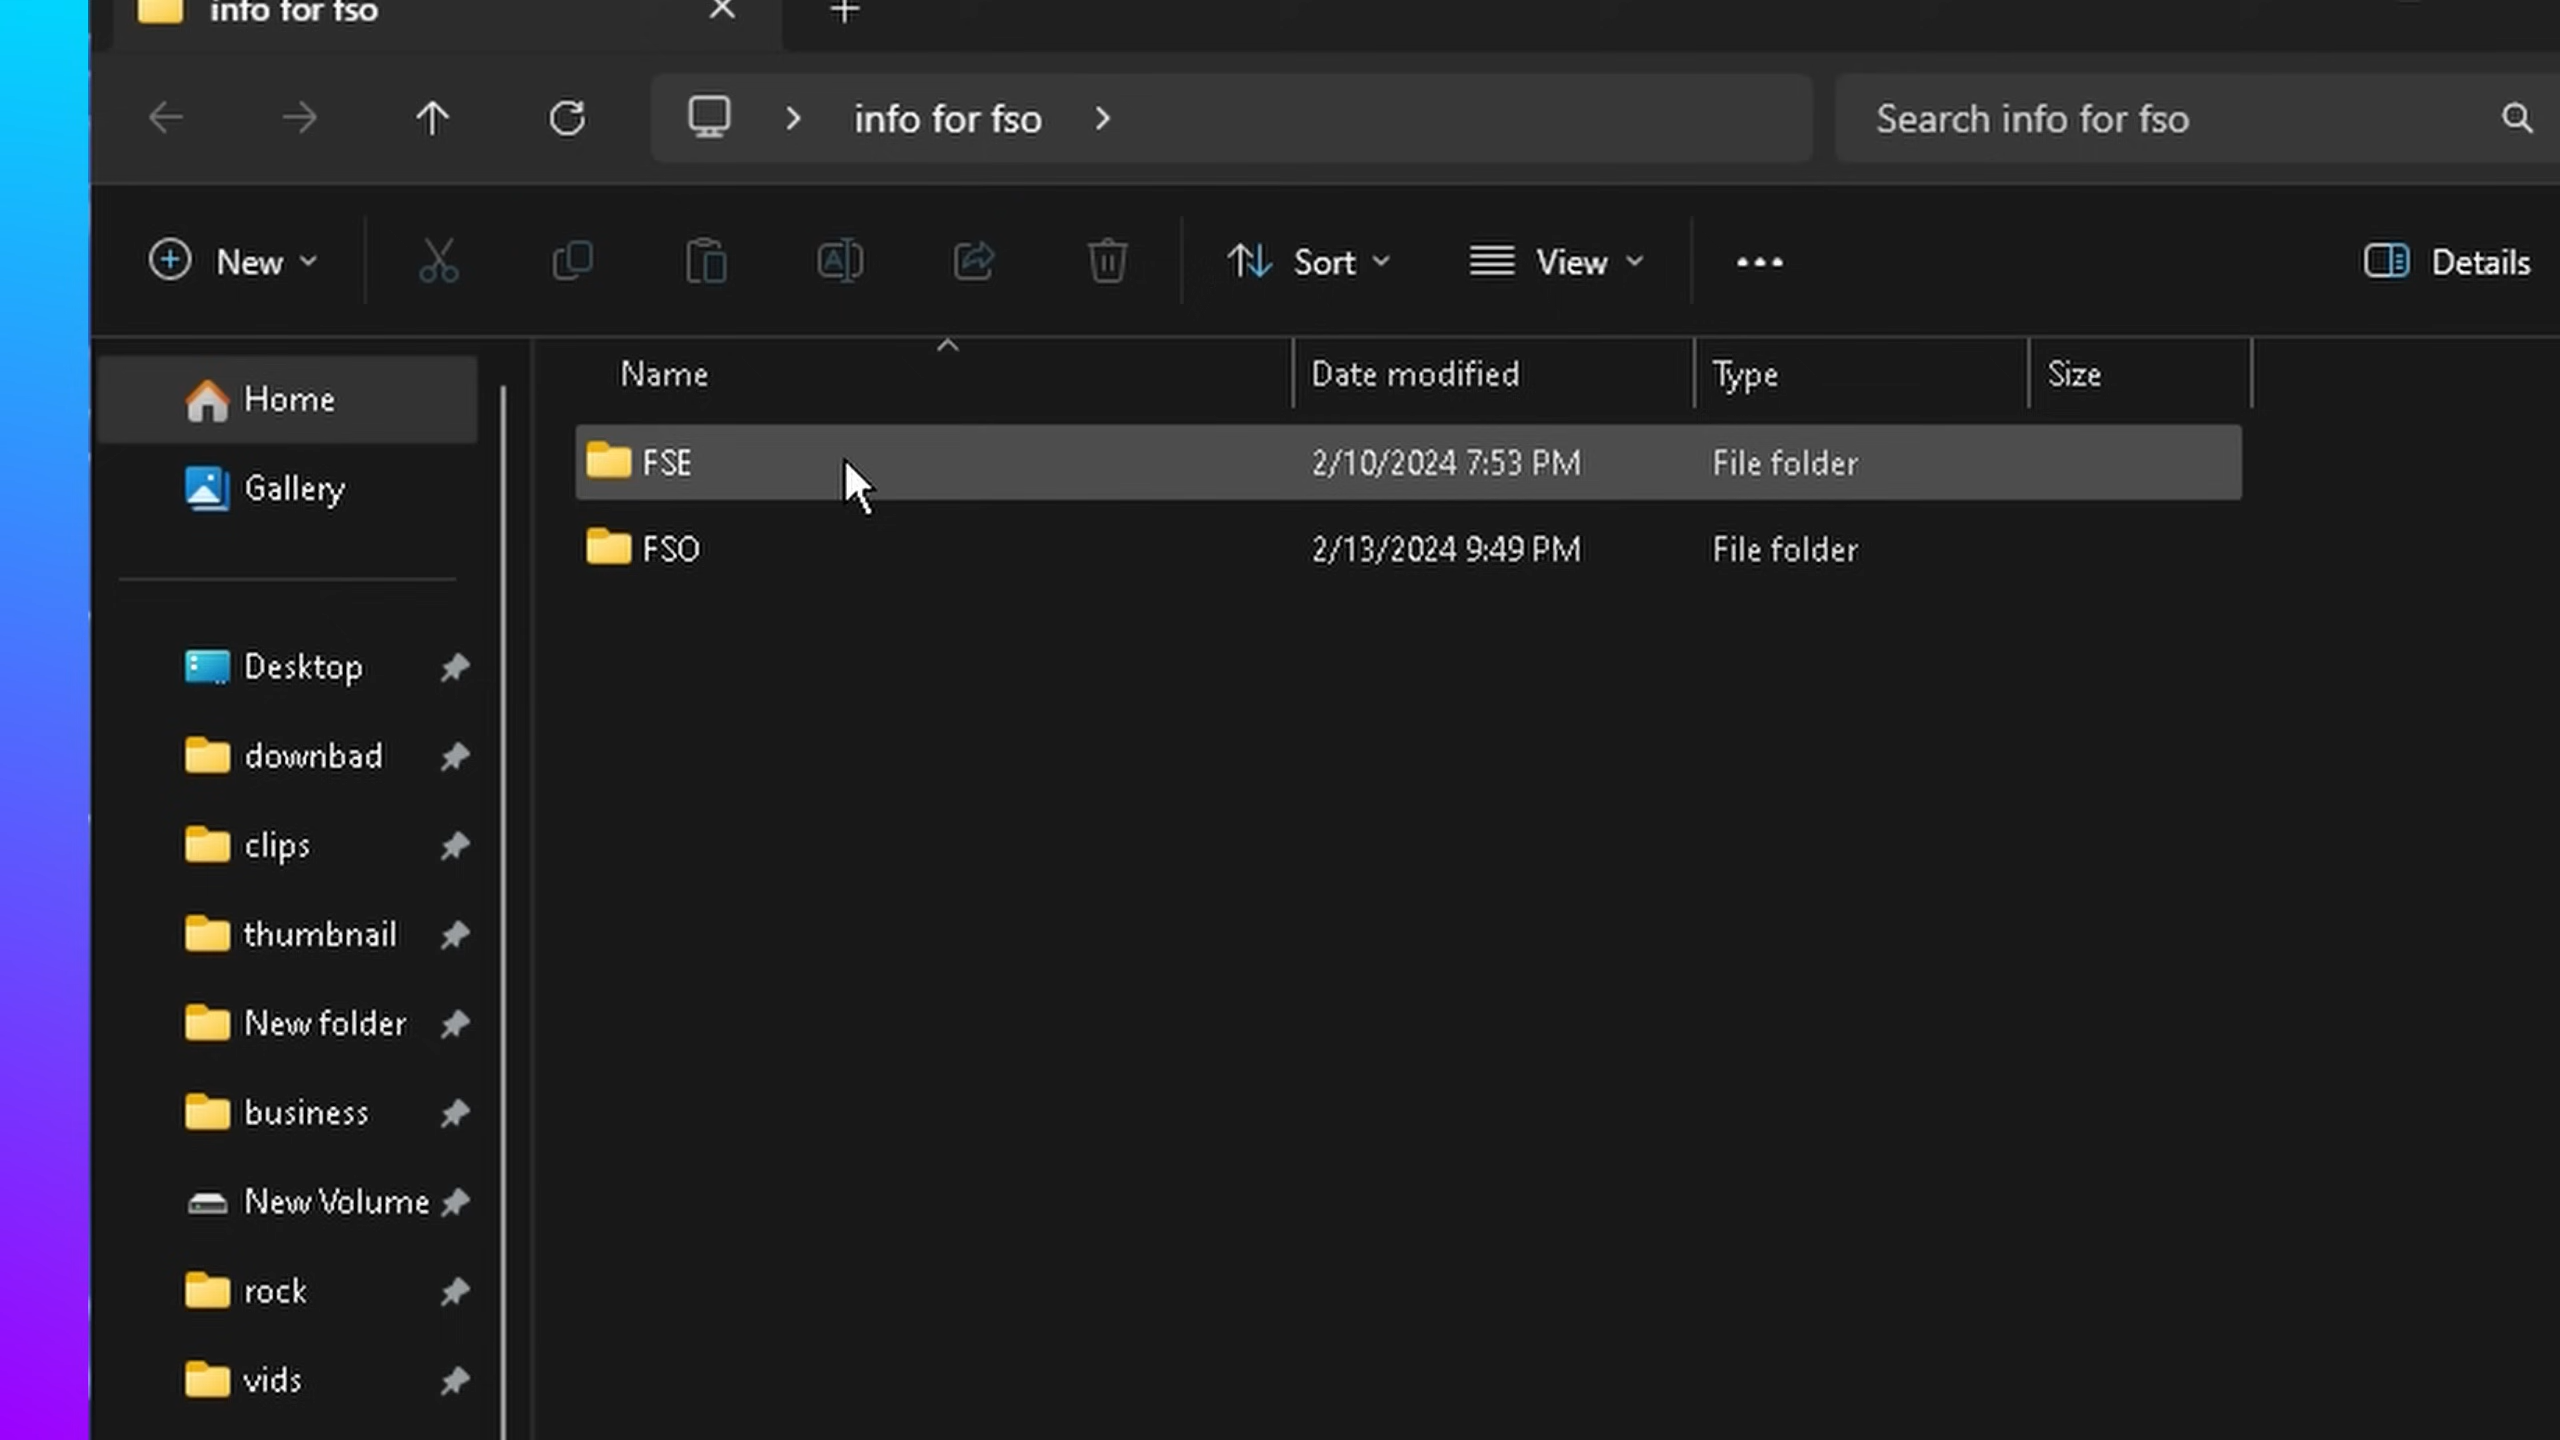 info for fso
info for fso
Search info for fso
New
Sort
View
Details
Name Date modified Type Size
FSE 2/10/2024 7:53 PM File folder
FSO 2/13/2024 9:49 PM File folder
Home
Gallery
Desktop
downbad
clips
thumbnail
New folder
business
New Volume
rock
vids